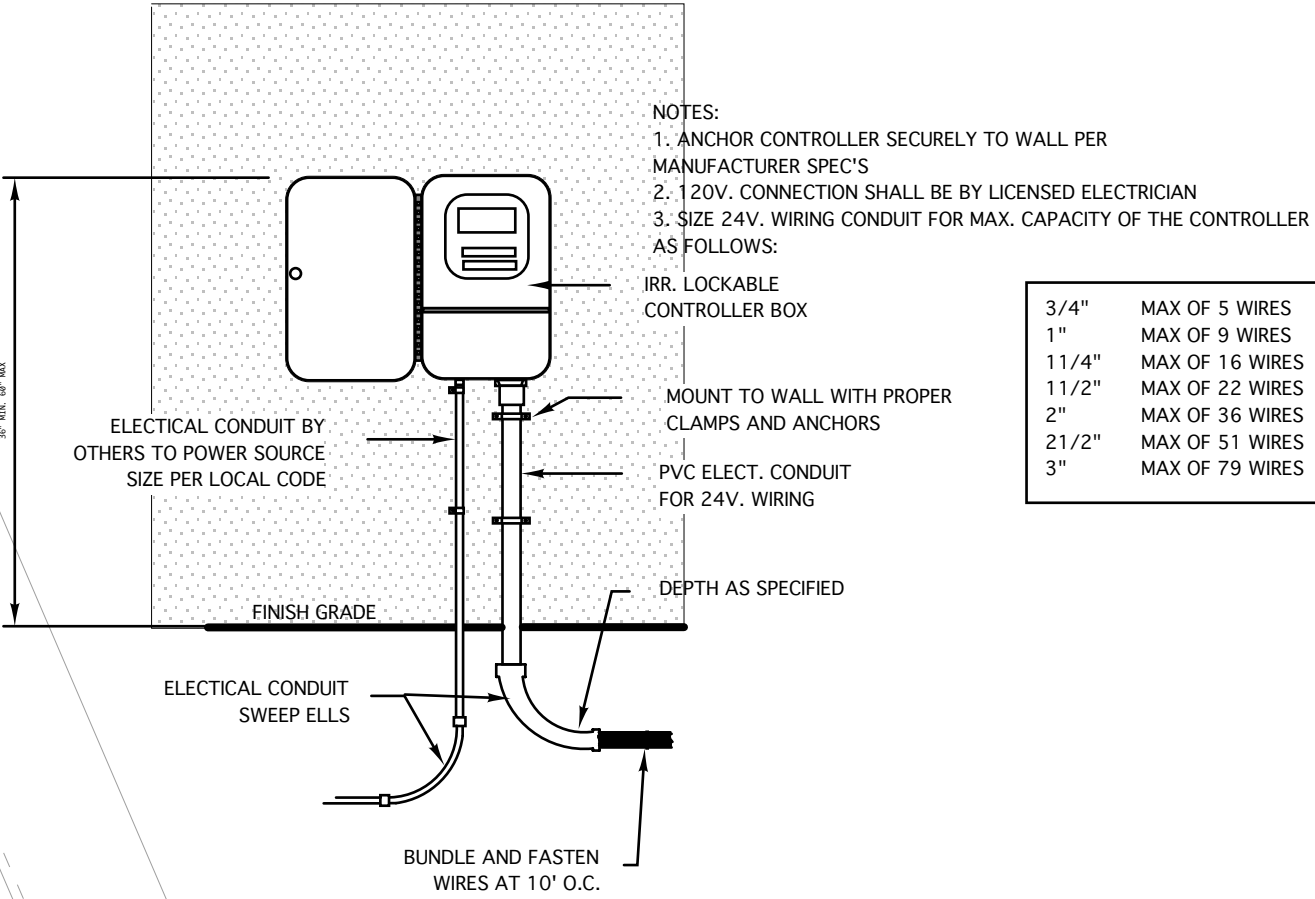 NOTES:
1. ANCHOR CONTROLLER SECURELY TO WALL PER
MANUFACTURER SPEC'S
2. 120V. CONNECTION SHALL BE BY LICENSED ELECTRICIAN
3. SIZE 24V. WIRING CONDUIT FOR MAX. CAPACITY OF THE CONTROLLER
AS FOLLOWS:
IRR. LOCKABLE
CONTROLLER BOX
3/4" MAX OF 5 WIRES
1" MAX OF 9 WIRES
11/4" MAX OF 16 WIRES
11/2" MAX OF 22 WIRES
2" MAX OF 36 WIRES
21/2" MAX OF 51 WIRES
3" MAX OF 79 WIRES
36" MIN. 60" MAX
ELECTICAL CONDUIT BY
OTHERS TO POWER SOURCE
SIZE PER LOCAL CODE
MOUNT TO WALL WITH PROPER
CLAMPS AND ANCHORS
PVC ELECT. CONDUIT
FOR 24V. WIRING
DEPTH AS SPECIFIED
FINISH GRADE
ELECTICAL CONDUIT
SWEEP ELLS
BUNDLE AND FASTEN
WIRES AT 10' O.C.